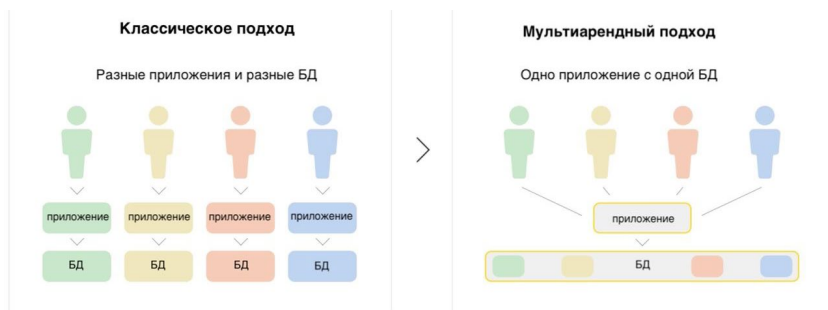 Классическое подход
Разные приложения и разные БД
приложение приложение приложение приложение
БД БД БД БД
Мультиарендный подход
Одно приложение с одной БД
приложение
БД